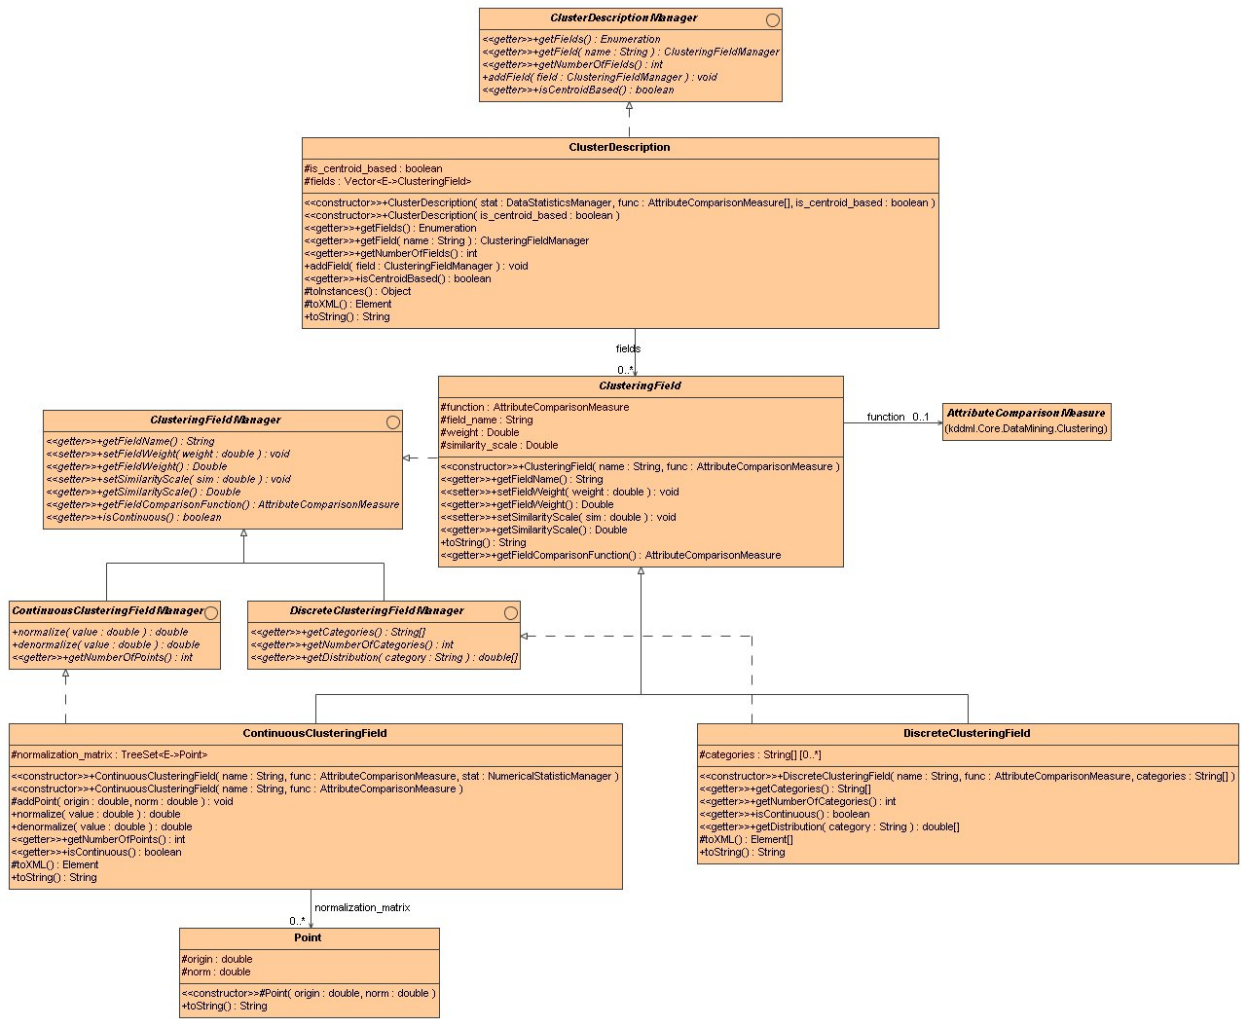 ClusterDescriptionManager
<<getter>>+getFields() : Enumeration
<<getter>>+getField( name : String ) : ClusteringFieldManager
<<getter>>+getNumberOfFields() : int
+addField( field : ClusteringFieldManager ) : void
<<getter>>+isCentroidBased() : boolean
ClusterDescription
#is_centroid_based : boolean
#fields : Vector<E->ClusteringField>
<<constructor>>+ClusterDescription( stat : DataStatisticsManager, func : AttributeComparisonMeasure[], is_centroid_based : boolean )
<<constructor>>+ClusterDescription( is_centroid_based : boolean )
<<getter>>+getFields() : Enumeration
<<getter>>+getField( name : String ) : ClusteringFieldManager
<<getter>>+getNumberOfFields() : int
+addField( field : ClusteringFieldManager ) : void
<<getter>>+isCentroidBased() : boolean
#toInstances() : Object
#toXML() : Element
+toString() : String
fields
0..*
ClusteringField
#function : AttributeComparisonMeasure
#field_name : String
#weight : Double
#similarity_scale : Double
<<constructor>>+ClusteringField( name : String, func : AttributeComparisonMeasure )
<<getter>>+getFieldName() : String
<<setter>>+setFieldWeight( weight : double ) : void
<<getter>>+getFieldWeight() : Double
<<setter>>+setSimilarityScale( sim : double ) : void
<<getter>>+getSimilarityScale() : Double
+toString() : String
<<getter>>+getFieldComparisonFunction() : AttributeComparisonMeasure
function 0..1
AttributeComparisonMeasure
(kddml.Core.DataMining.Clustering)
ClusteringFieldManager
<<getter>>+getFieldName() : String
<<setter>>+setFieldWeight( weight : double ) : void
<<getter>>+getFieldWeight() : Double
<<setter>>+setSimilarityScale( sim : double ) : void
<<getter>>+getSimilarityScale() : Double
<<getter>>+getFieldComparisonFunction() : AttributeComparisonMeasure
<<getter>>+isContinuous() : boolean
ContinuousClusteringFieldManager
+normalize( value : double ) : double
+denormalize( value : double ) : double
<<getter>>+getNumberOfPoints() : int
DiscreteClusteringFieldManager
<<getter>>+getCategories() : String[]
<<getter>>+getNumberOfCategories() : int
<<getter>>+getDistribution( category : String ) : double[]
ContinuousClusteringField
#normalization_matrix : TreeSet<E->Point>
<<constructor>>+ContinuousClusteringField( name : String, func : AttributeComparisonMeasure, stat : NumericalStatisticManager )
<<constructor>>+ContinuousClusteringField( name : String, func : AttributeComparisonMeasure )
#addPoint( origin : double, norm : double ) : void
+normalize( value : double ) : double
+denormalize( value : double ) : double
<<getter>>+getNumberOfPoints() : int
<<getter>>+isContinuous() : boolean
#toXML() : Element
+toString() : String
DiscreteClusteringField
#categories : String[] [0..*]
<<constructor>>+DiscreteClusteringField( name : String, func : AttributeComparisonMeasure, categories : String[] )
<<getter>>+getCategories() : String[]
<<getter>>+getNumberOfCategories() : int
<<getter>>+isContinuous() : boolean
<<getter>>+getDistribution( category : String ) : double[]
#toXML() : Element[]
+toString() : String
normalization_matrix
0..*
Point
#origin : double
#norm : double
<<constructor>>#Point( origin : double, norm : double )
+toString() : String